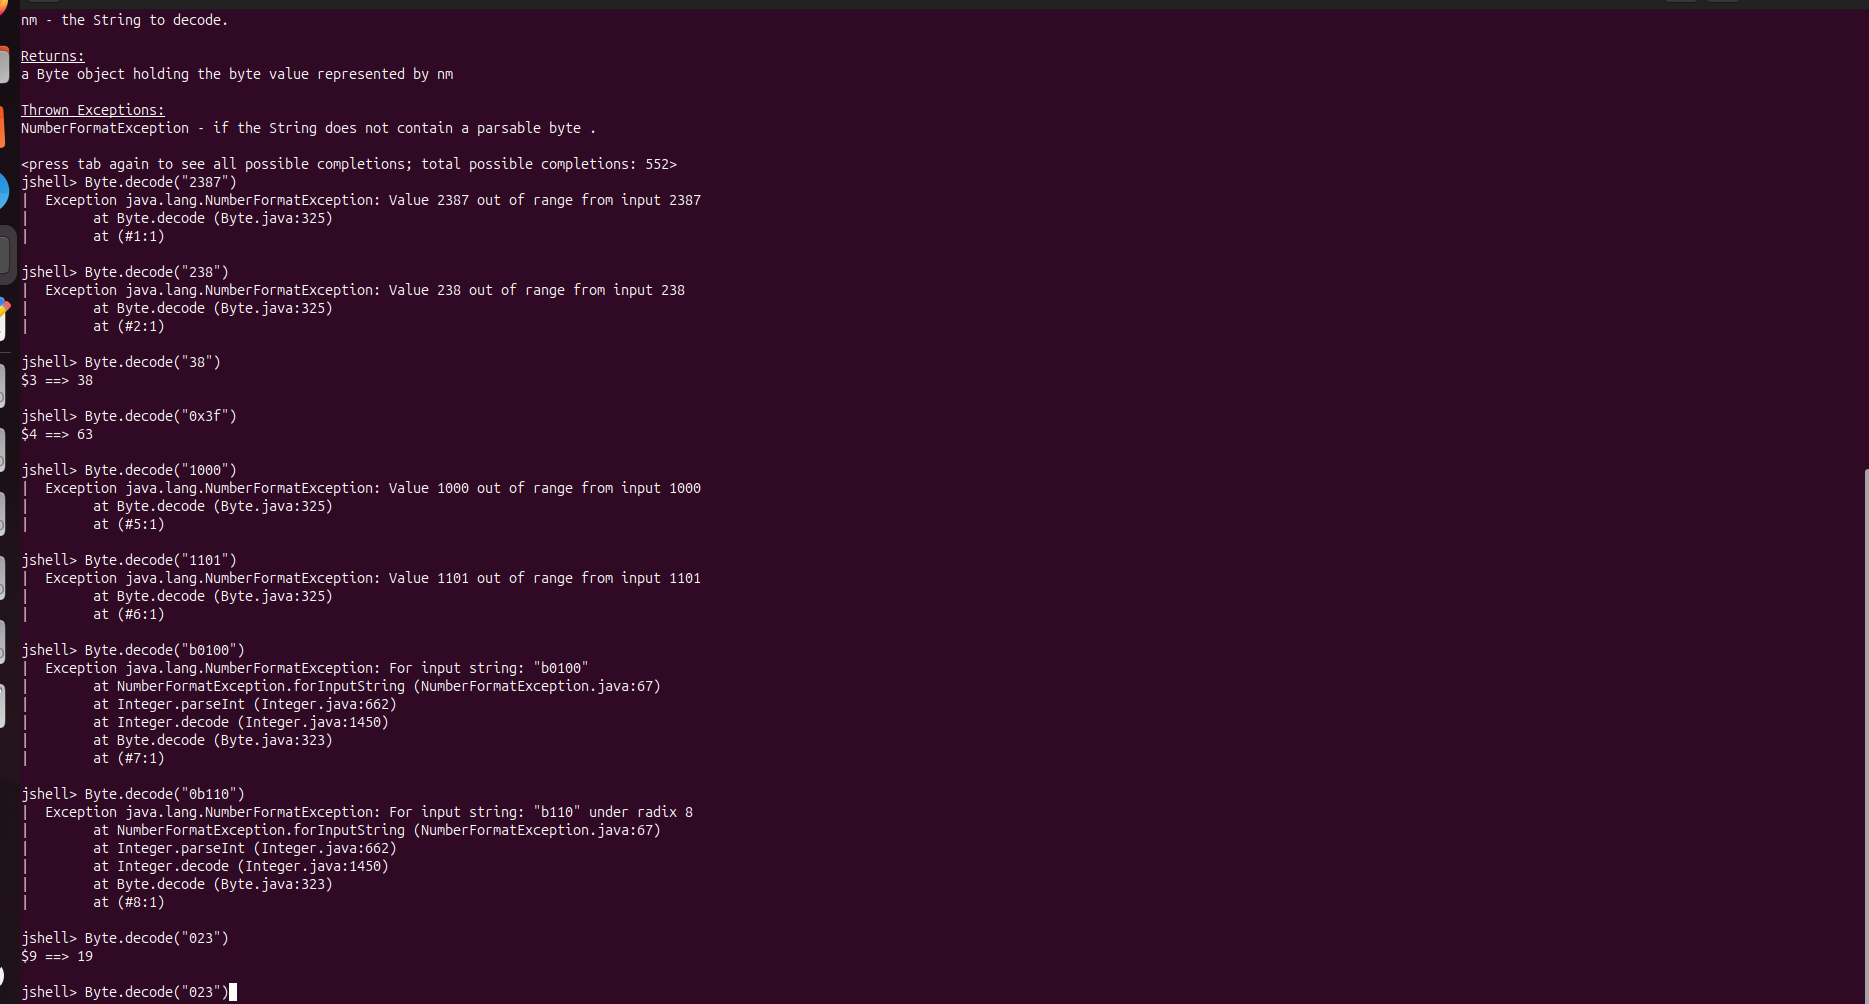 nm - the String to decode.
Returns:
a Byte object holding the byte value represented by nm
Thrown Exceptions:
NumberFormatException - if the String does not contain a parsable byte .
<press tab again to see all possible completions; total possible completions: 552>
jshell> Byte.decode("2387")
|  Exception java.lang.NumberFormatException: Value 2387 out of range from input 2387
|        at Byte.decode (Byte.java:325)
|        at (#1:1)
jshell> Byte.decode("238")
|  Exception java.lang.NumberFormatException: Value 238 out of range from input 238
|        at Byte.decode (Byte.java:325)
|        at (#2:1)
jshell> Byte.decode("38")
$3 ==> 38
jshell> Byte.decode("0x3f")
$4 ==> 63
jshell> Byte.decode("1000")
|  Exception java.lang.NumberFormatException: Value 1000 out of range from input 1000
|        at Byte.decode (Byte.java:325)
|        at (#5:1)
jshell> Byte.decode("1101")
|  Exception java.lang.NumberFormatException: Value 1101 out of range from input 1101
|        at Byte.decode (Byte.java:325)
|        at (#6:1)
jshell> Byte.decode("b0100")
|  Exception java.lang.NumberFormatException: For input string: "b0100"
|        at NumberFormatException.forInputString (NumberFormatException.java:67)
|        at Integer.parseInt (Integer.java:662)
|        at Integer.decode (Integer.java:1450)
|        at Byte.decode (Byte.java:323)
|        at (#7:1)
jshell> Byte.decode("0b110")
|  Exception java.lang.NumberFormatException: For input string: "b110" under radix 8
|        at NumberFormatException.forInputString (NumberFormatException.java:67)
|        at Integer.parseInt (Integer.java:662)
|        at Integer.decode (Integer.java:1450)
|        at Byte.decode (Byte.java:323)
|        at (#8:1)
jshell> Byte.decode("023")
$9 ==> 19
jshell> Byte.decode("023")